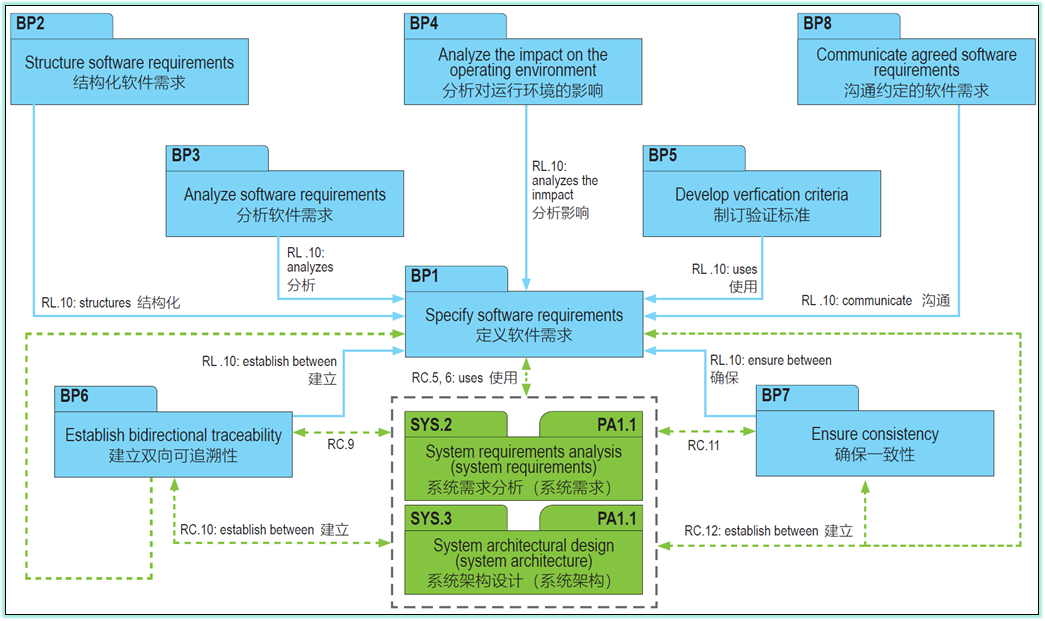 BP2
Structure software requirements
结构化软件需求
BP4
Analyze the impact on the
operating environment
分析对运行环境的影响
BP8
Communicate agreed software
requirements
沟通约定的软件需求
BP3
Analyze software requirements
分析软件需求
RL.10:
analyzes the
inmpact
分析影响
BP5
Develop verfication criteria
制订验证标准
RL .10:
analyzes
分析
BP1
Specify software requirements
定义软件需求
RL .10: uses
使用
RL.10: structures 结构化
RL .10: communicate 沟通
RL .10: establish between
建立
RC.5, 6: uses 使用
RL.10: ensure between
确保
BP6
Establish bidirectional traceability
建立双向可追溯性
RC.9
SYS.2
PA1.1
System requirements analysis
(system requirements)
系统需求分析（系统需求）
RC.11
BP7
Ensure consistency
确保一致性
RC.10: establish between 建立
SYS.3
PA1.1
System architectural design
(system architecture)
系统架构设计（系统架构）
RC.12: establish between 建立